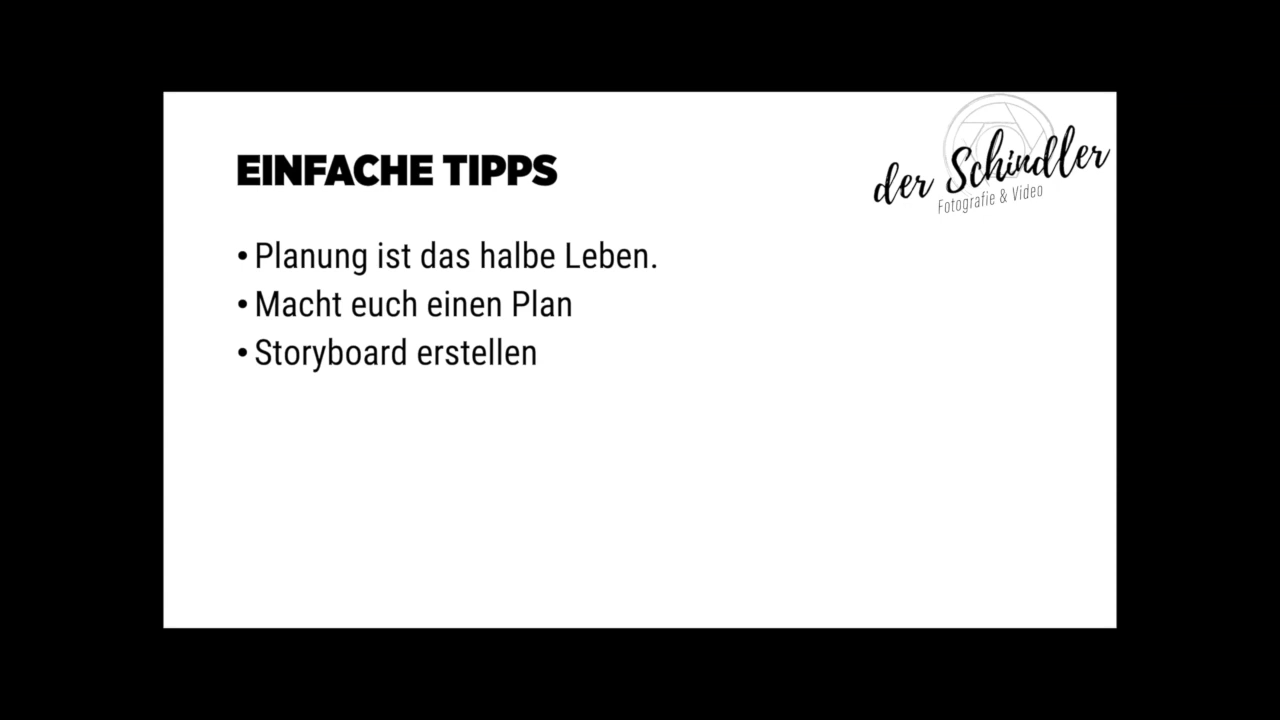 EINFACHE TIPPS
der Schindler
Fotografie & Video
• Planung ist das halbe Leben.
• Macht euch einen Plan
• Storyboard erstellen